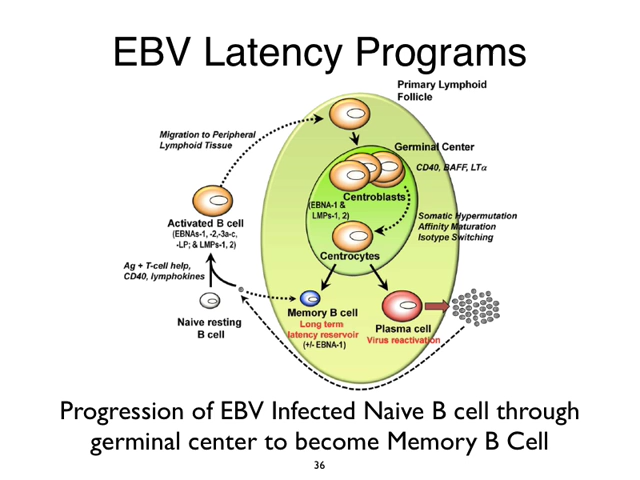 EBV Latency Programs
Primary Lymphoid
Follicle
Migration to Peripheral
Lymphoid Tissue
Germinal Center
CD40, BAFF, LTα
Centroblasts
(EBNA-1 &
LMPs-1, 2)
Activated B cell
(EBNAs-1, -2,-3a-c,
-LP; & LMPs-1, 2)
Somatic Hypermutation
Affinity Maturation
Isotype Switching
Centrocytes
Ag + T-cell help,
CD40, lymphokines
Naive resting
B cell
Memory B cell
Long term
latency reservoir
(+/- EBNA-1)
Plasma cell
Virus reactivation
Progression of EBV Infected Naive B cell through
germinal center to become Memory B Cell
36